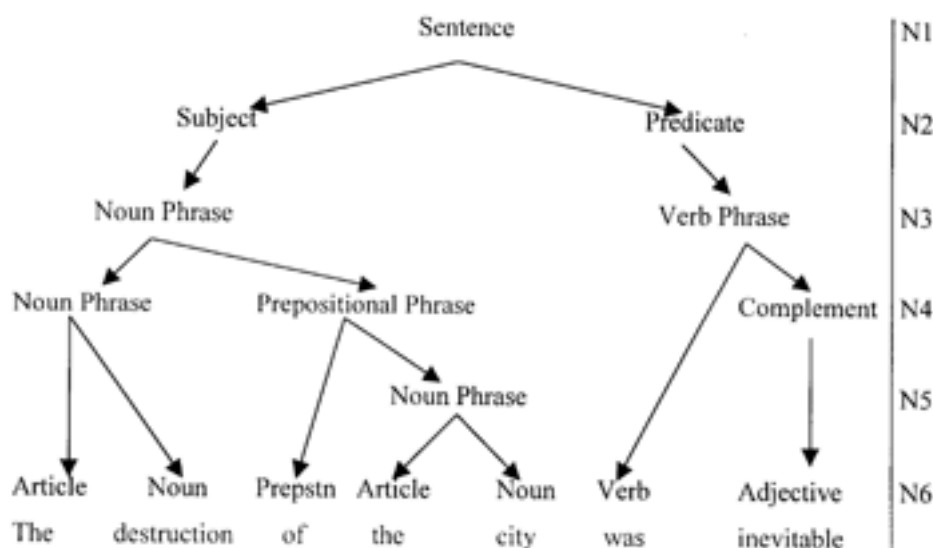 Sentence N1
Subject Predicate N2
Noun Phrase Verb Phrase N3
Noun Phrase Prepositional Phrase Complement N4
Noun Phrase N5
Article Noun Prepstn Article Noun Verb Adjective N6
The destruction of the city was inevitable